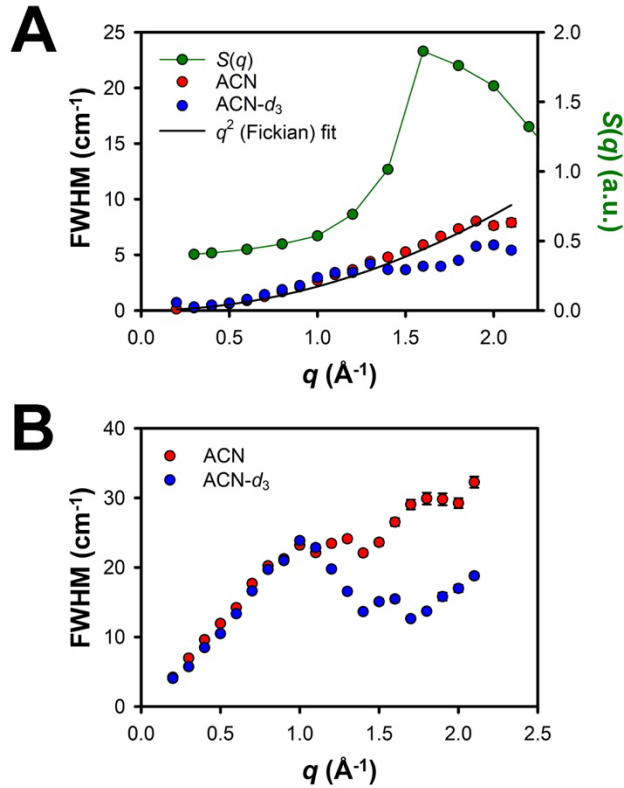 A
25
20
15
10
5
0
FWHM (cm⁻¹)
S(q)
ACN
ACN-d₃
q² (Fickian) fit
2.0
1.5
1.0
0.5
0.0
S(q) (a.u.)
0.0 0.5 1.0 1.5 2.0
q (Å⁻¹)
B
40
30
20
10
0
FWHM (cm⁻¹)
ACN
ACN-d₃
0.0 0.5 1.0 1.5 2.0 2.5
q (Å⁻¹)